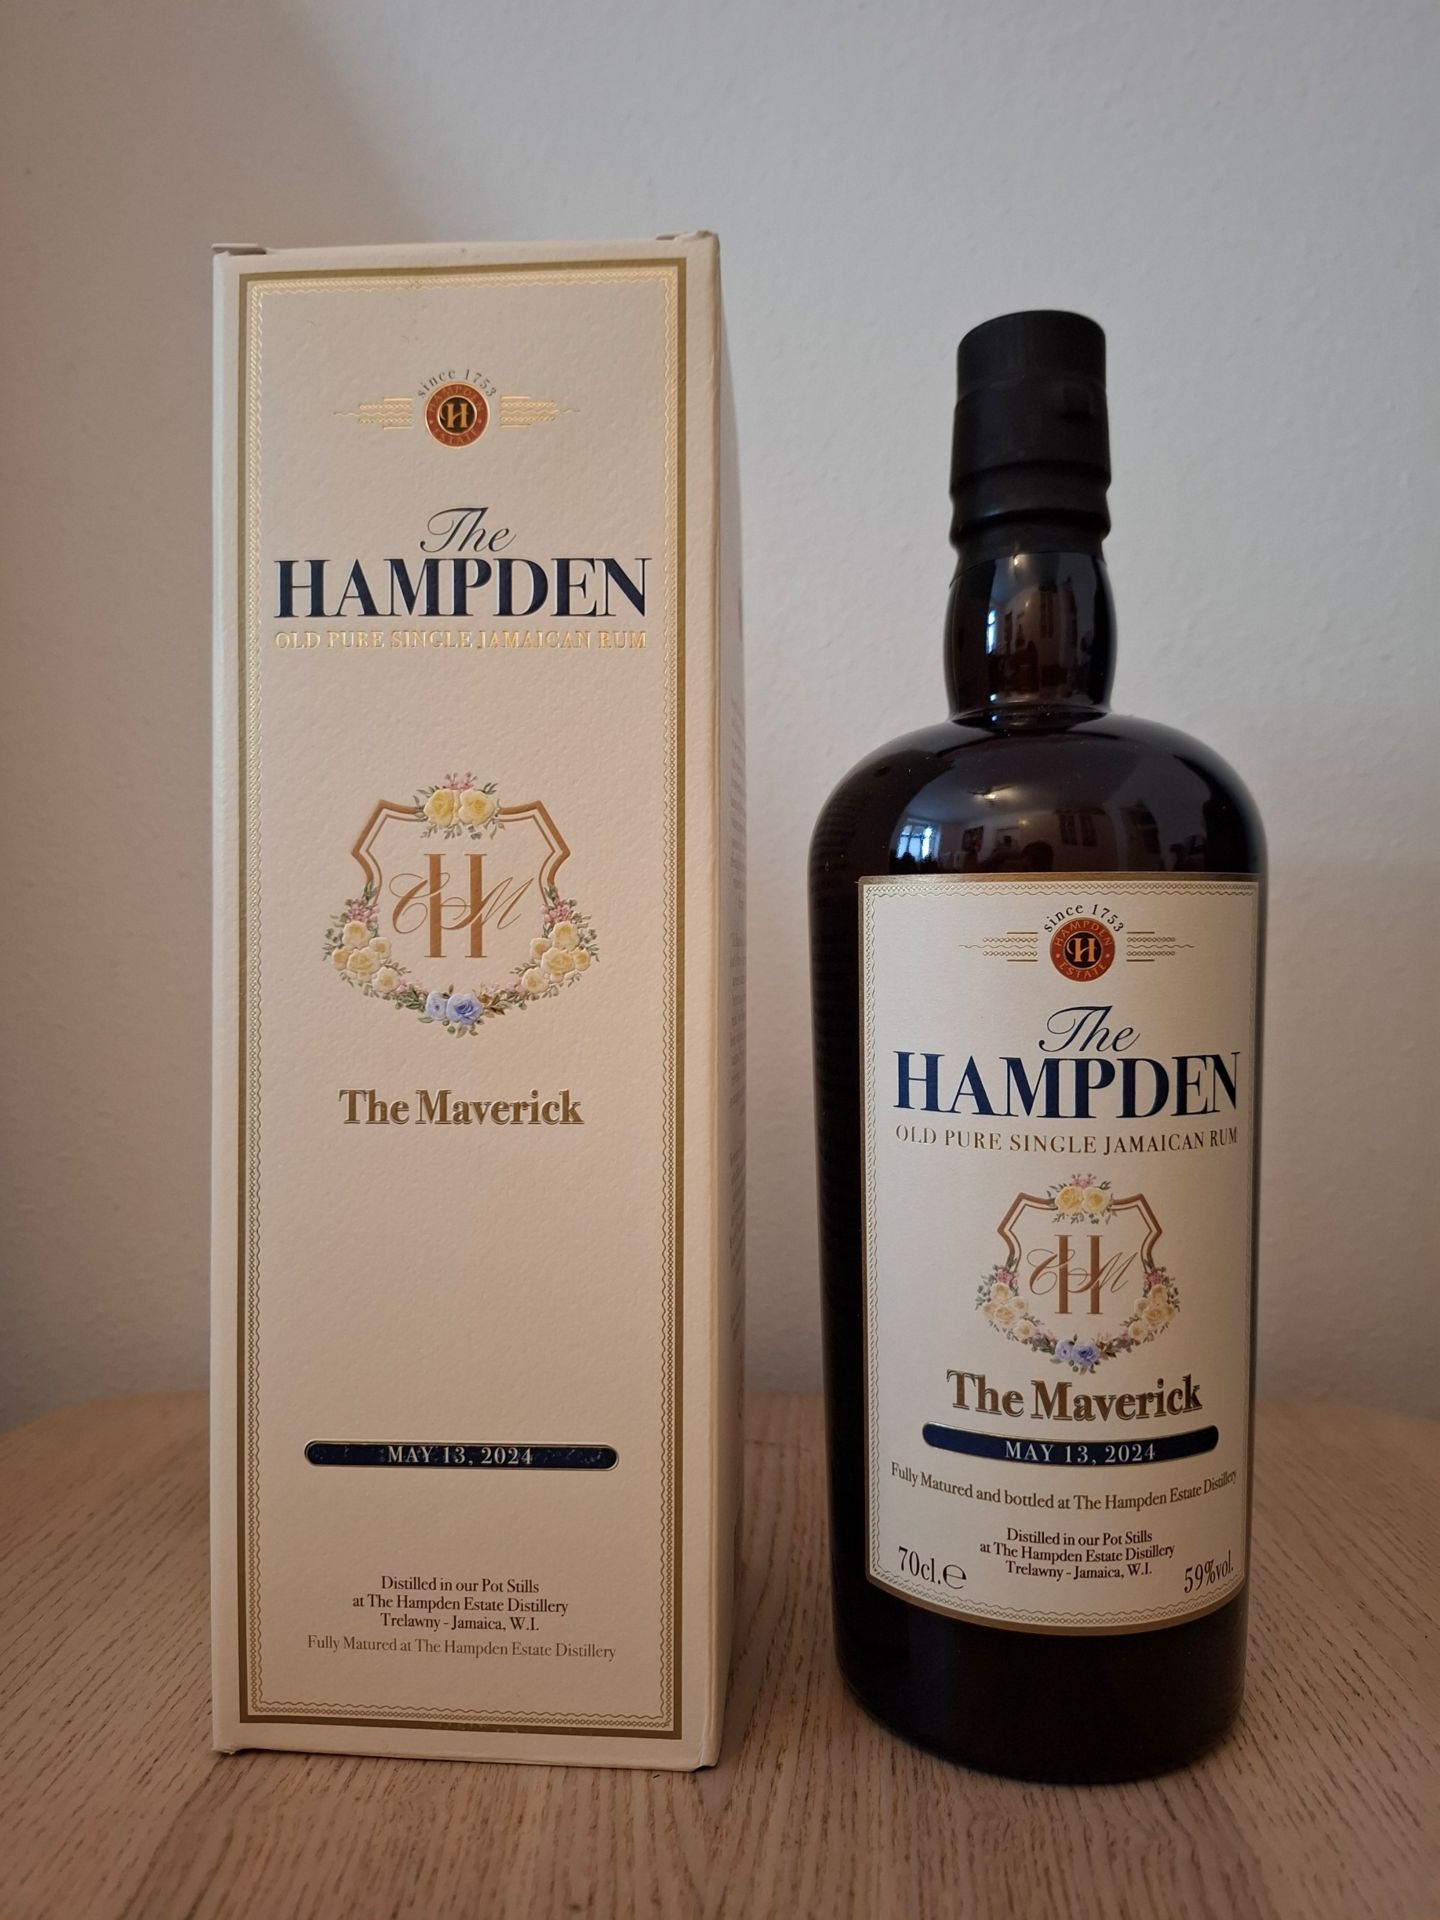 since 1753
HAMPDEN
H
ESTATE
The
HAMPDEN
OLD PURE SINGLE JAMAICAN RUM
H
CM
The Maverick
MAY 13, 2024
Distilled in our Pot Stills
at The Hampden Estate Distillery
Trelawny - Jamaica, W.I.
Fully Matured at The Hampden Estate Distillery
since 1753
HAMPDEN
H
ESTATE
The
HAMPDEN
OLD PURE SINGLE JAMAICAN RUM
H
CM
The Maverick
MAY 13, 2024
Fully Matured and bottled at The Hampden Estate Distillery
Distilled in our Pot Stills
at The Hampden Estate Distillery
Trelawny - Jamaica, W.I.
70cl.℮
59%vol.